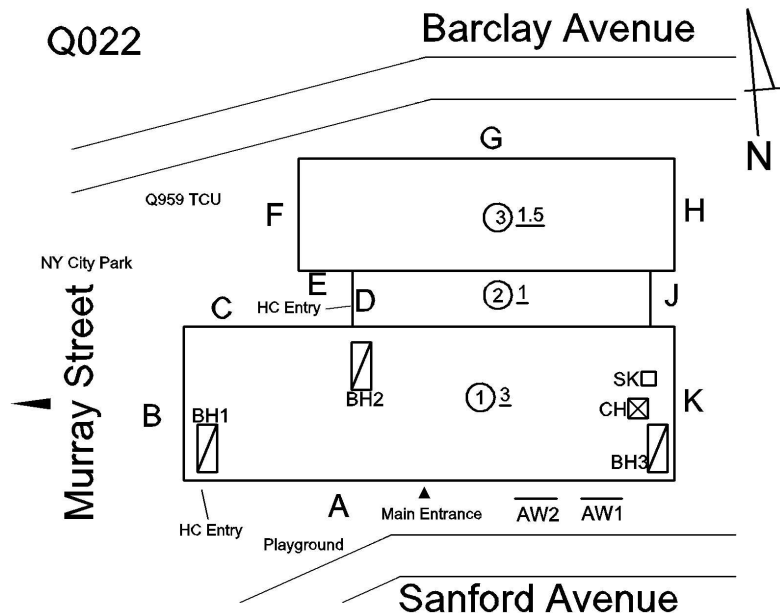 Q022
Barclay Avenue
N
G
Q959 TCU
F
3 1.5
H
NY City Park
E
HC Entry
D
2 1
J
C
Murray Street
B
BH1
BH2
1 3
SK
CH
K
BH3
HC Entry
A
Main Entrance
AW2
AW1
Playground
Sanford Avenue